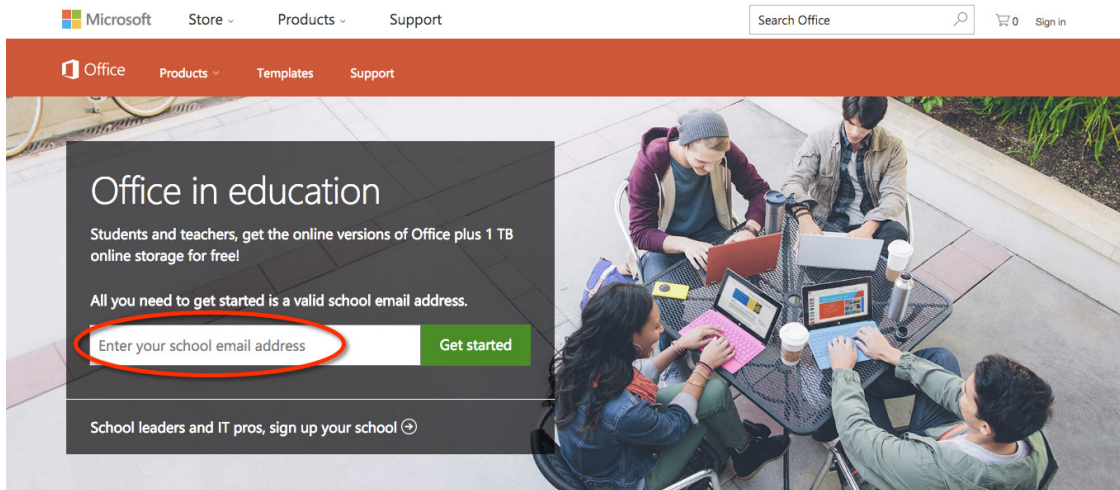 Microsoft Store Products Support Search Office 0 Sign in
Office Products Templates Support
Office in education
Students and teachers, get the online versions of Office plus 1 TB
online storage for free!
All you need to get started is a valid school email address.
Enter your school email address Get started
School leaders and IT pros, sign up your school